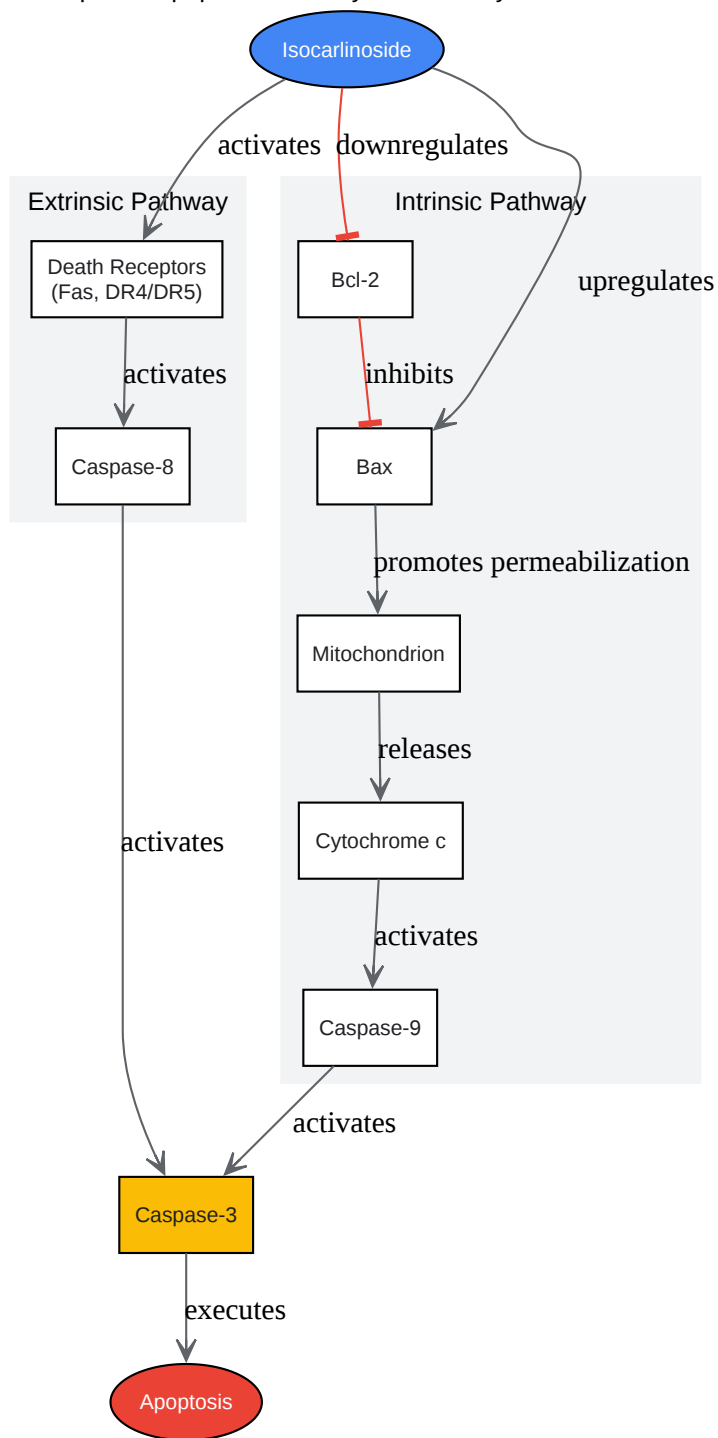 Isocarlinoside
activates
downregulates
Extrinsic Pathway
Intrinsic Pathway
Death Receptors
(Fas, DR4/DR5)
Bcl-2
upregulates
activates
inhibits
Caspase-8
Bax
promotes permeabilization
Mitochondrion
releases
activates
Cytochrome c
activates
Caspase-9
activates
Caspase-3
executes
Apoptosis